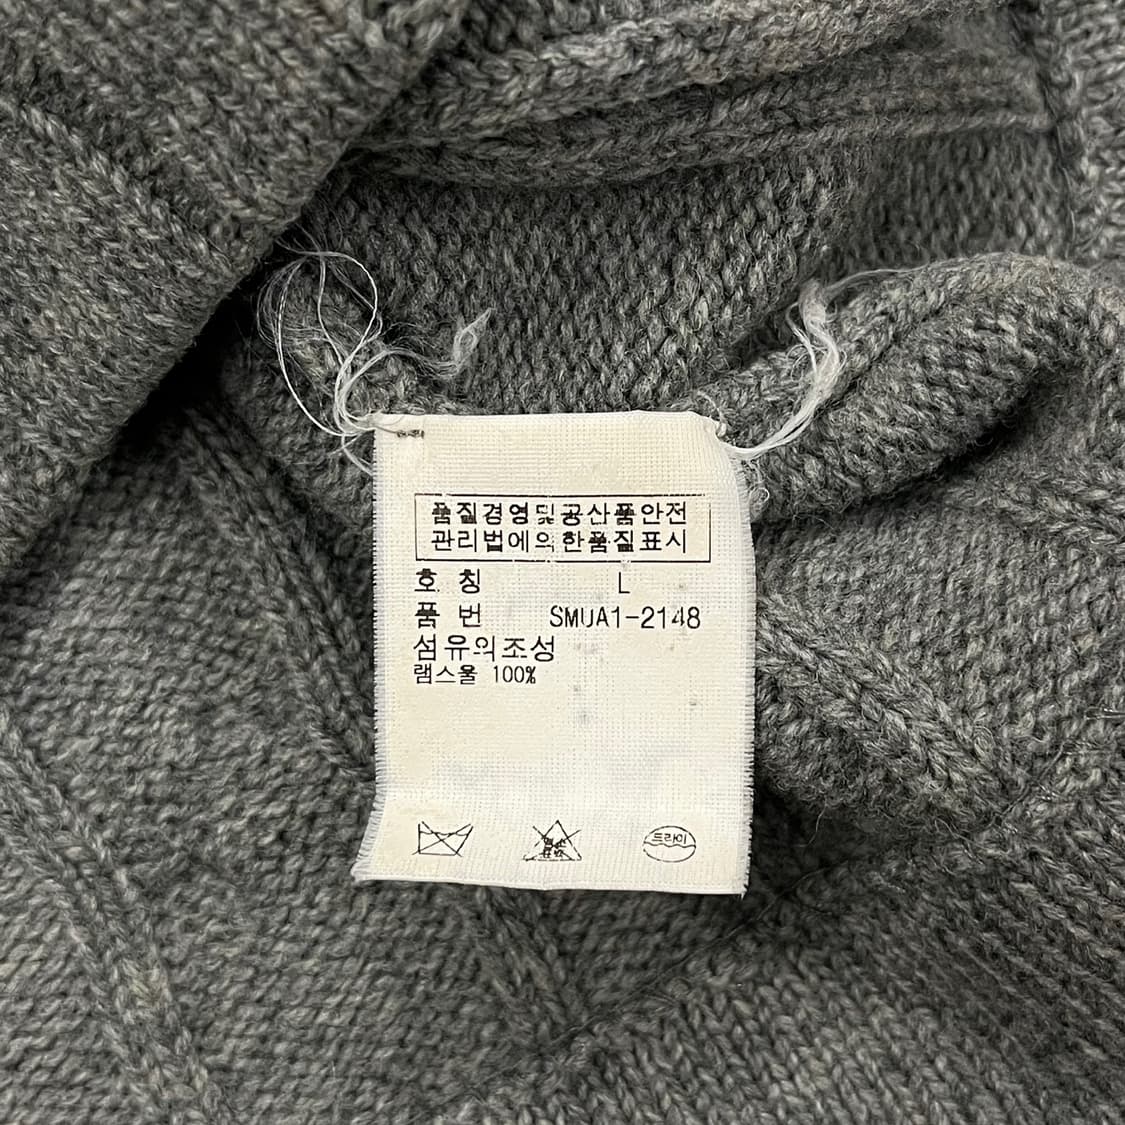 품질경영및공산품안전
관리법에의한품질표시
호 칭 L
품 번 SMUA1-2148
섬유의조성
램스울 100%
드라이